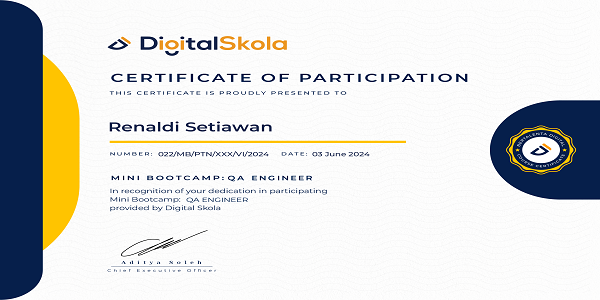 DigitalSkola
CERTIFICATE OF PARTICIPATION
THIS CERTIFICATE IS PROUDLY PRESENTED TO
Renaldi Setiawan
NUMBER: 022/MB/PTN/XXX/VI/2024 DATE: 03 June 2024
MINI BOOTCAMP: QA ENGINEER
In recognition of your dedication in participating
Mini Bootcamp: QA ENGINEER
provided by Digital Skola
Aditya Soleh
Chief Executive Officer
DIGITAL
COURSE CERTIFICATE